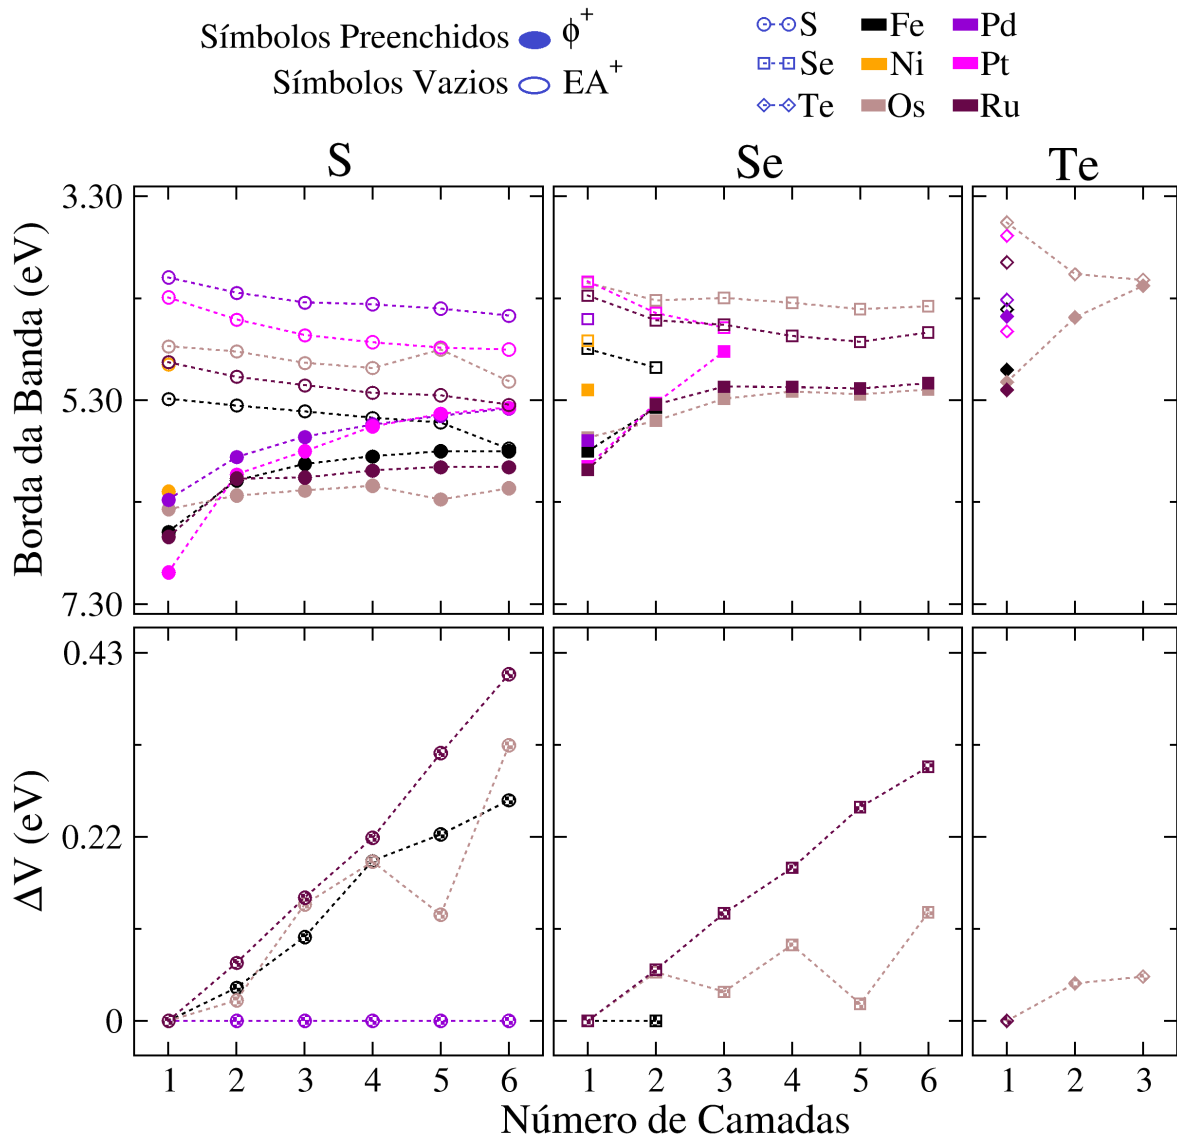 Símbolos Preenchidos ϕ+
Símbolos Vazios EA+
S Fe Pd
Se Ni Pt
Te Os Ru
S Se Te
Borda da Banda (eV)
3.30
5.30
7.30
ΔV (eV)
0.43
0.22
0
1 2 3 4 5 6 1 2 3 4 5 6 1 2 3
Número de Camadas